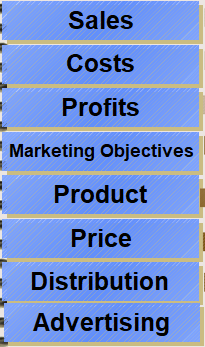 Sales
Costs
Profits
Marketing Objectives
Product
Price
Distribution
Advertising